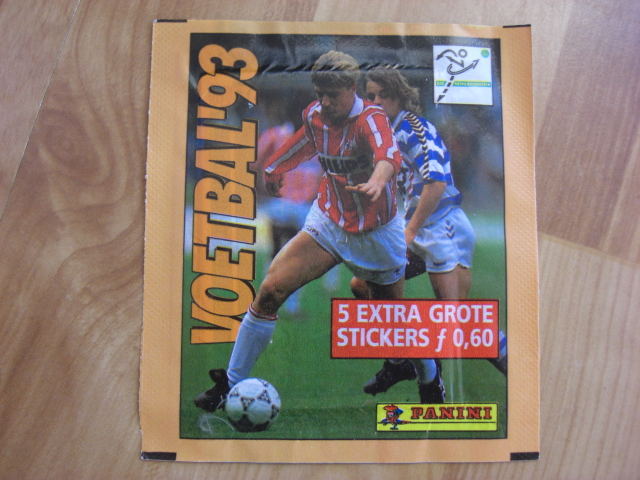 VOETBAL'93
5 EXTRA GROTE
STICKERS ƒ 0,60
PANINI